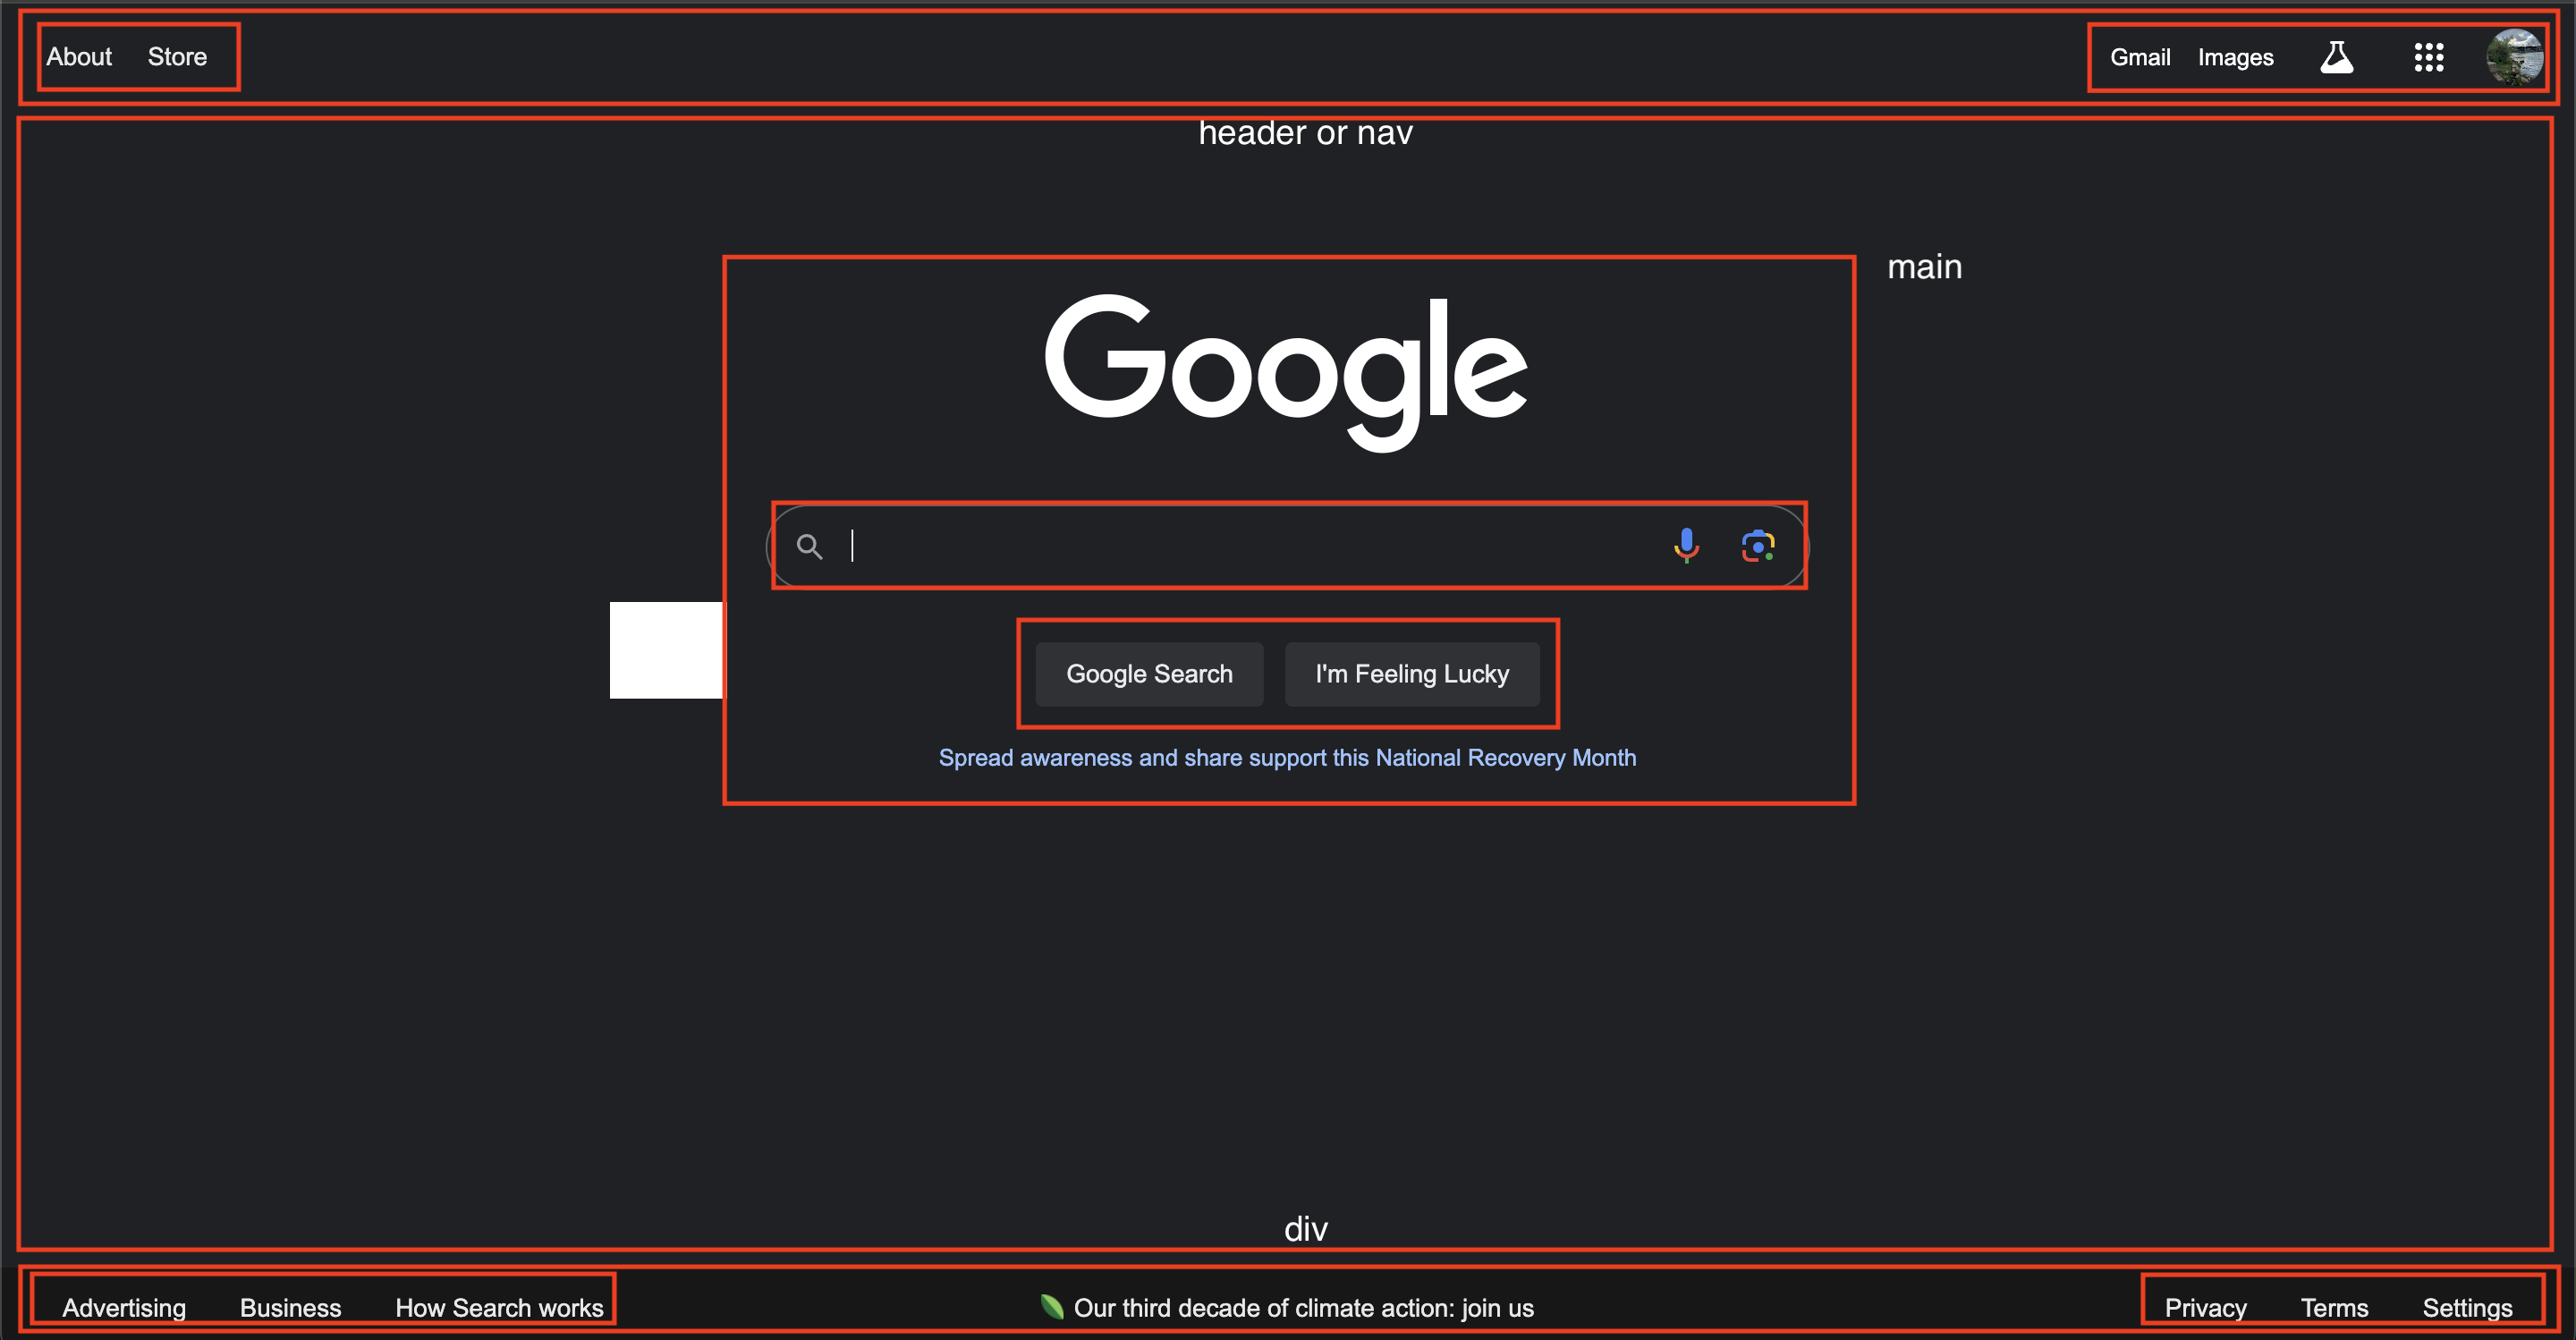 About Store Gmail Images
header or nav
main
Google
Google Search I'm Feeling Lucky
Spread awareness and share support this National Recovery Month
div
Advertising Business How Search works Our third decade of climate action: join us Privacy Terms Settings